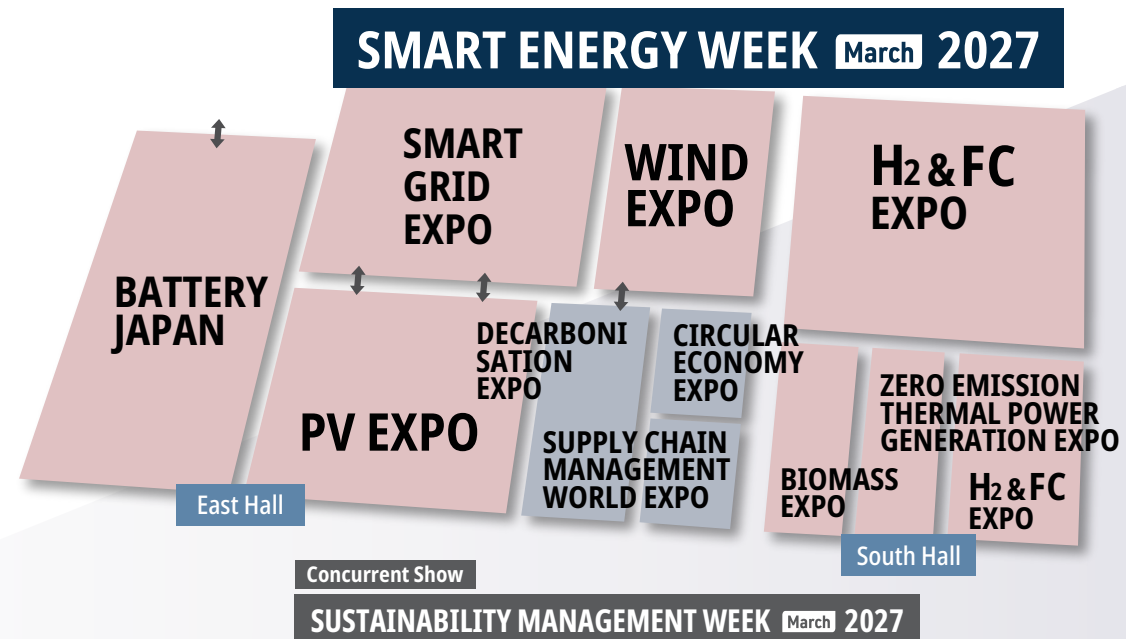 SMART ENERGY WEEK March 2027
SMART
GRID
EXPO
WIND
EXPO
H2 & FC
EXPO
BATTERY
JAPAN
PV EXPO
DECARBONI
SATION
EXPO
CIRCULAR
ECONOMY
EXPO
SUPPLY CHAIN
MANAGEMENT
WORLD EXPO
ZERO EMISSION
THERMAL POWER
GENERATION EXPO
BIOMASS
EXPO
H2 & FC
EXPO
East Hall
South Hall
Concurrent Show
SUSTAINABILITY MANAGEMENT WEEK March 2027